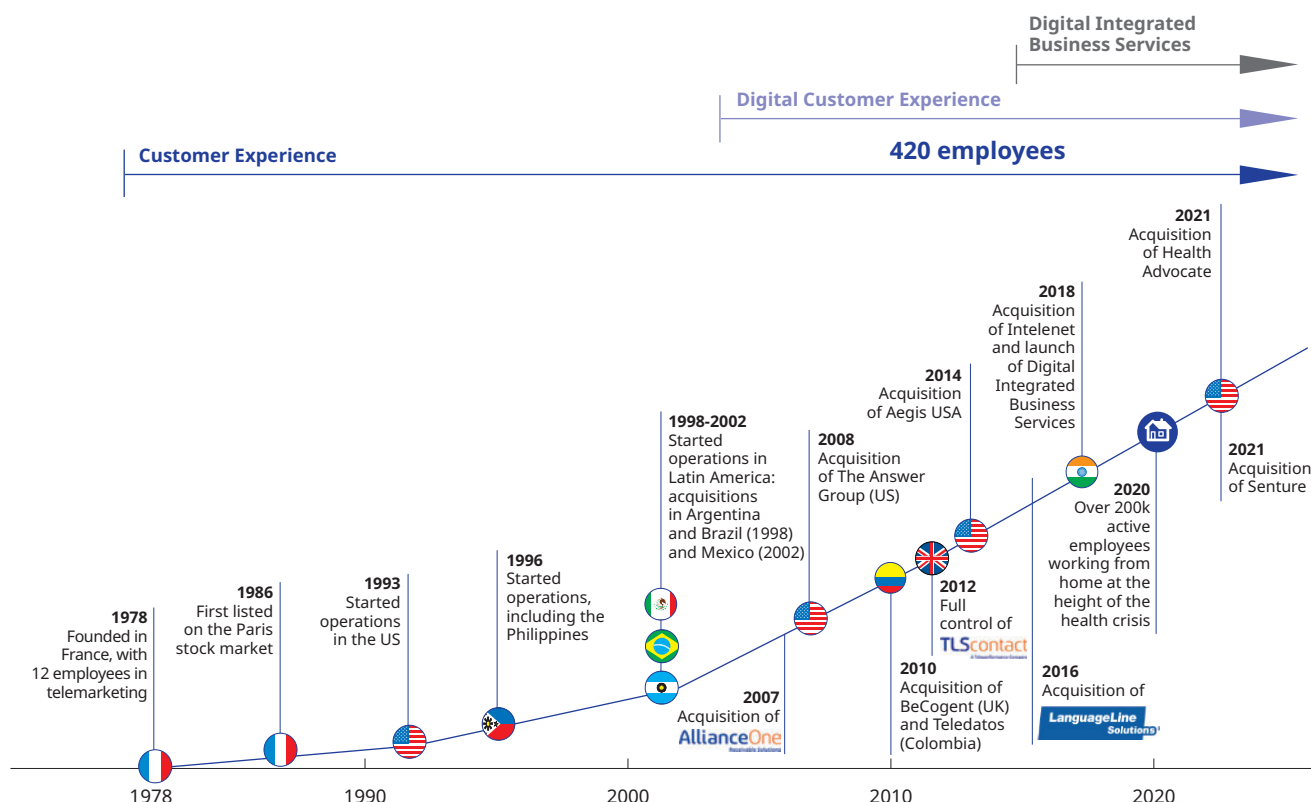 Digital Integrated
Business Services
Digital Customer Experience
Customer Experience
420 employees
1978
Founded in
France, with
12 employees in
telemarketing
1986
First listed
on the Paris
stock market
1993
Started
operations
in the US
1996
Started
operations,
including the
Philippines
1998-2002
Started
operations in
Latin America:
acquisitions
in Argentina
and Brazil (1998)
and Mexico (2002)
2007
Acquisition of
AllianceOne
Receivable Solutions
2008
Acquisition
of The Answer
Group (US)
2010
Acquisition of
BeCogent (UK)
and Teledatos
(Colombia)
2012
Full
control of
TLScontact
A Teleperformance Company
2014
Acquisition
of Aegis USA
2016
Acquisition of
LanguageLine
Solutions
2018
Acquisition
of Intelenet
and launch
of Digital
Integrated
Business
Services
2020
Over 200k
active
employees
working from
home at the
height of the
health crisis
2021
Acquisition
of Health
Advocate
2021
Acquisition
of Senture
1978
1990
2000
2010
2020